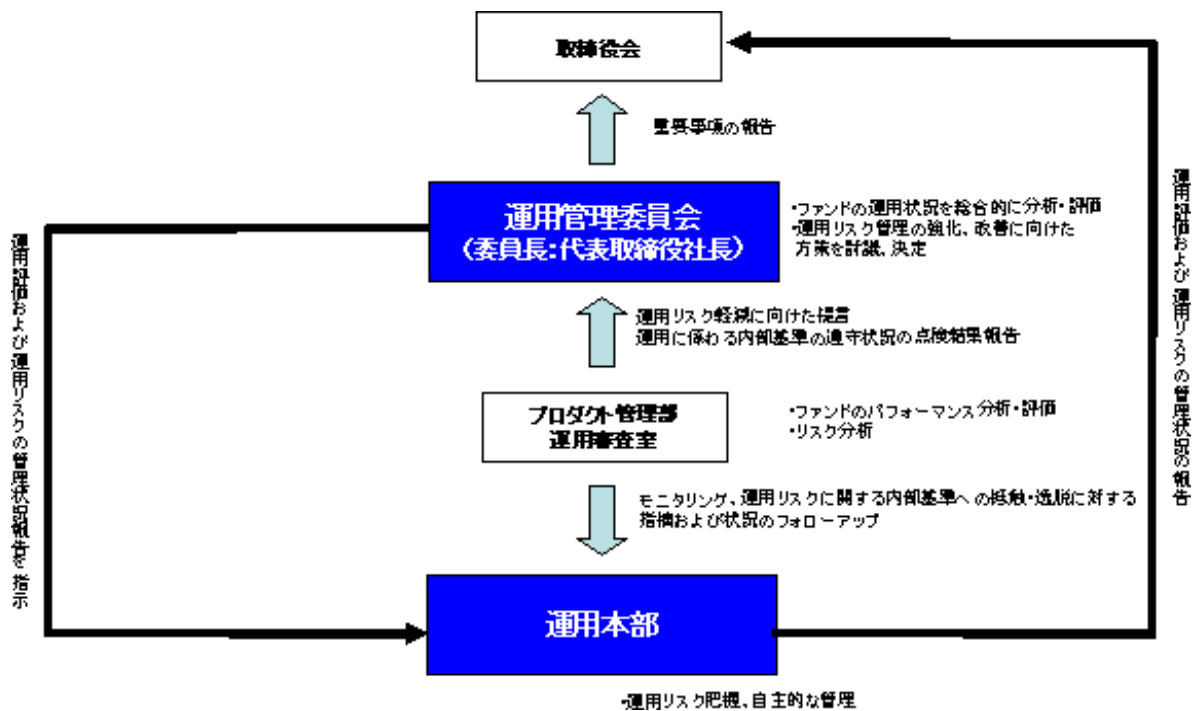 取締役会
重要事項の報告
運用管理委員会
(委員長:代表取締役社長)
・ファンドの運用状況を総合的に分析・評価
・運用リスク管理の強化、改善に向けた
方策を討議、決定
運用リスク軽減に向けた提言
運用に係わる内部基準の遵守状況の点検結果報告
プロダクト管理部
運用審査室
・ファンドのパフォーマンス分析・評価
・リスク分析
モニタリング、運用リスクに関する内部基準への抵触・逸脱に対する
指摘および状況のフォローアップ
運用本部
・運用リスク把握、自主的な管理
運用評価および運用リスクの管理状況報告を指示
運用評価および運用リスクの管理状況の報告